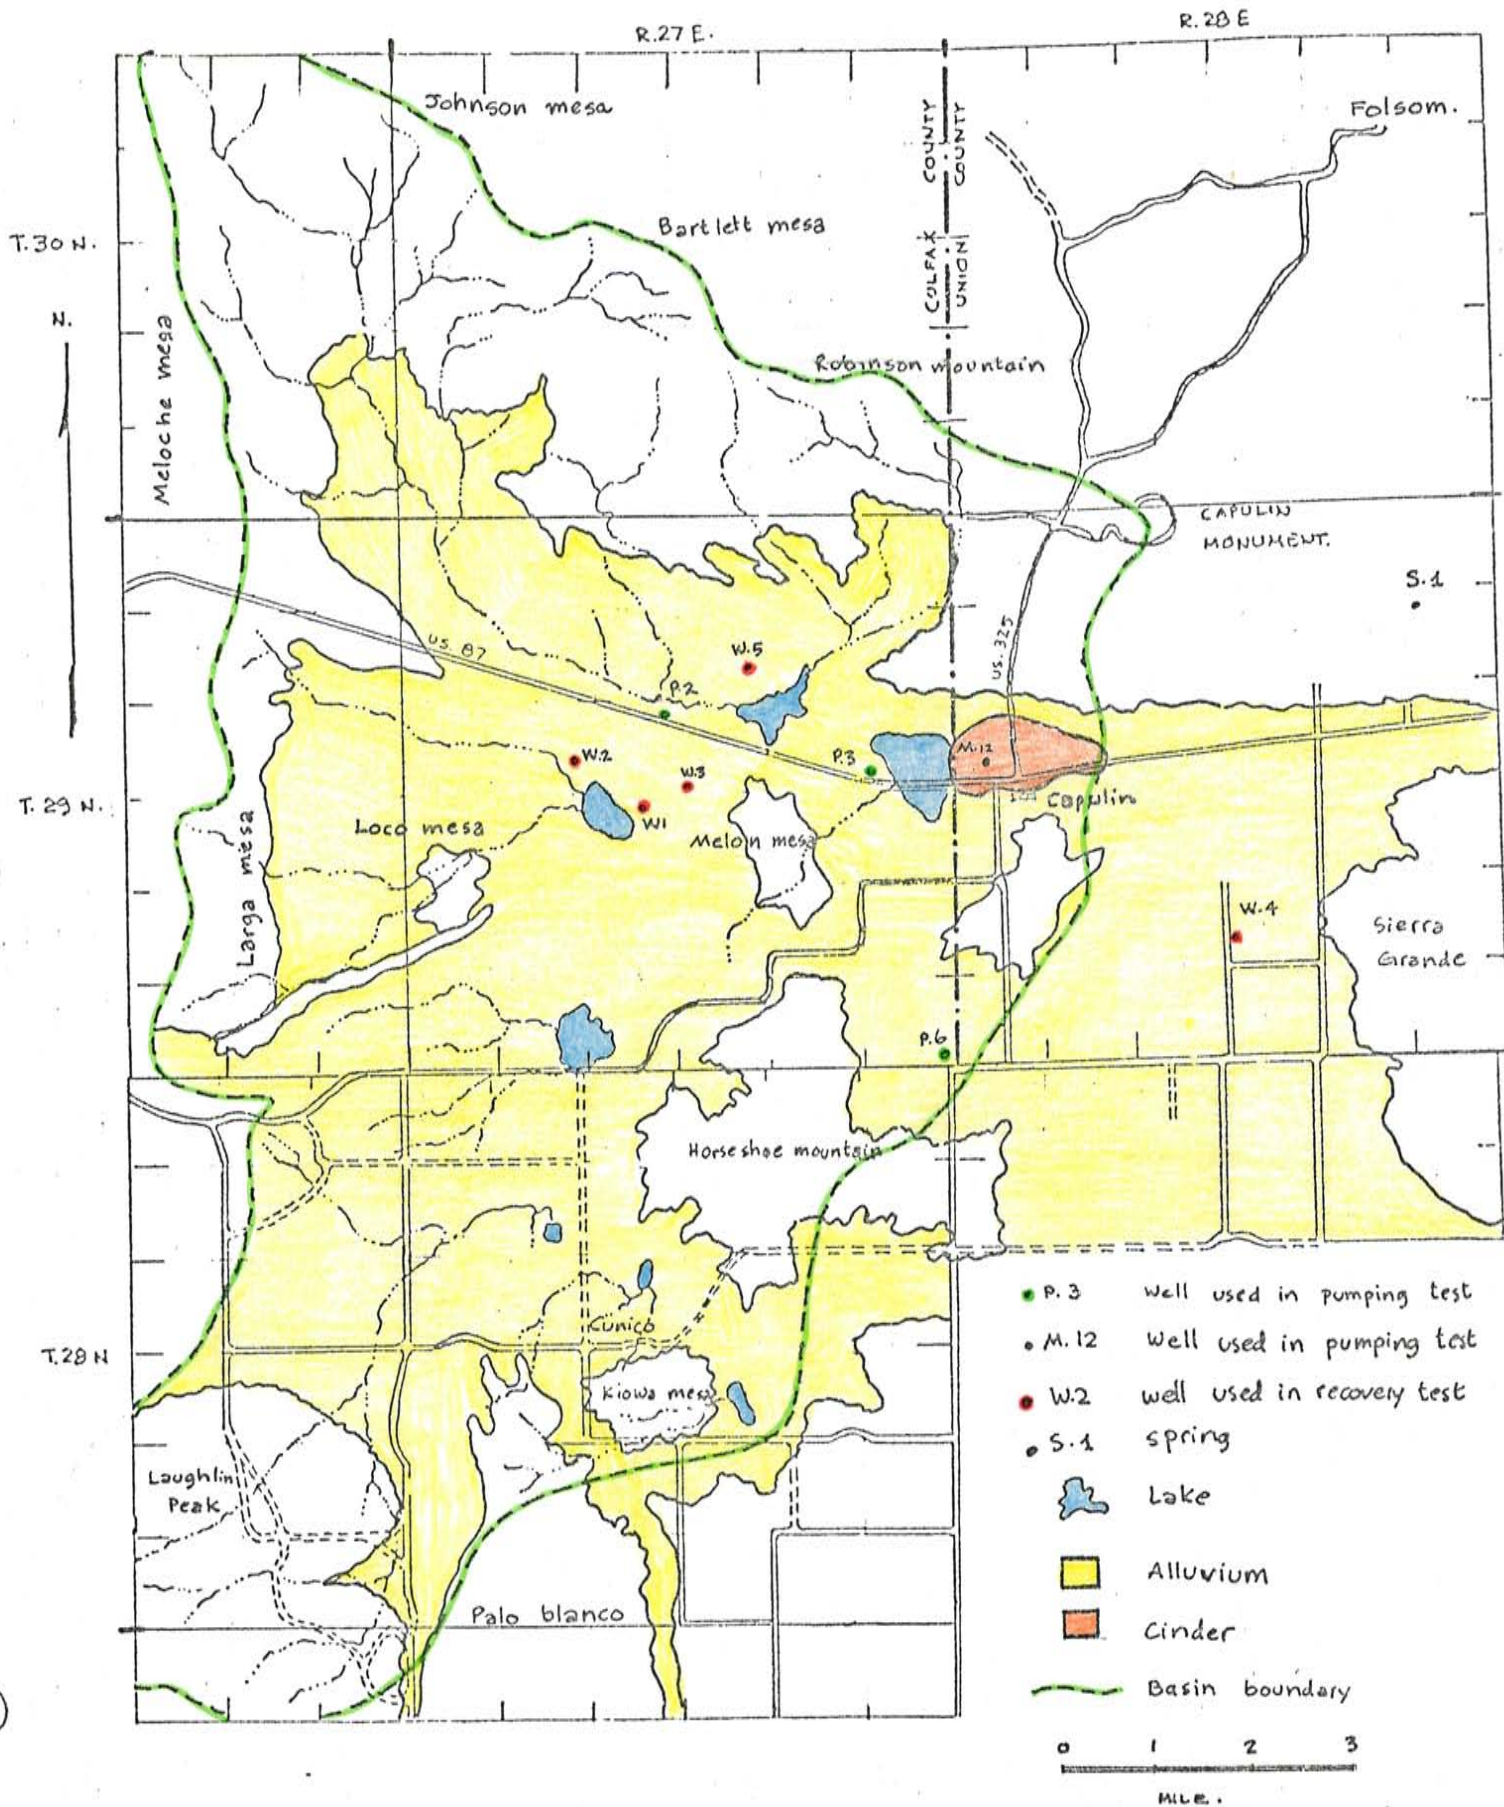 R.27 E.
R.28 E
Johnson mesa
Folsom.
COLFAX COUNTY
UNION COUNTY
Bartlett mesa
T.30 N.
N.
Meloche mesa
Robinson mountain
CAPULIN
MONUMENT.
S.1
US. 87
US. 325
W.5
P.2
W.2
P.3
M.12
W.3
T. 29 N.
W1
Capulin
Loco mesa
Melon mesa
Larga mesa
W.4
Sierra
Grande
P.6
Horseshoe mountain
Cunico
T.28 N
Kiowa mesa
Laughlin
Peak
Palo blanco
P. 3 well used in pumping test
M. 12 well used in pumping test
W.2 well used in recovery test
S.1 spring
Lake
Alluvium
Cinder
Basin boundary
0 1 2 3
MILE.